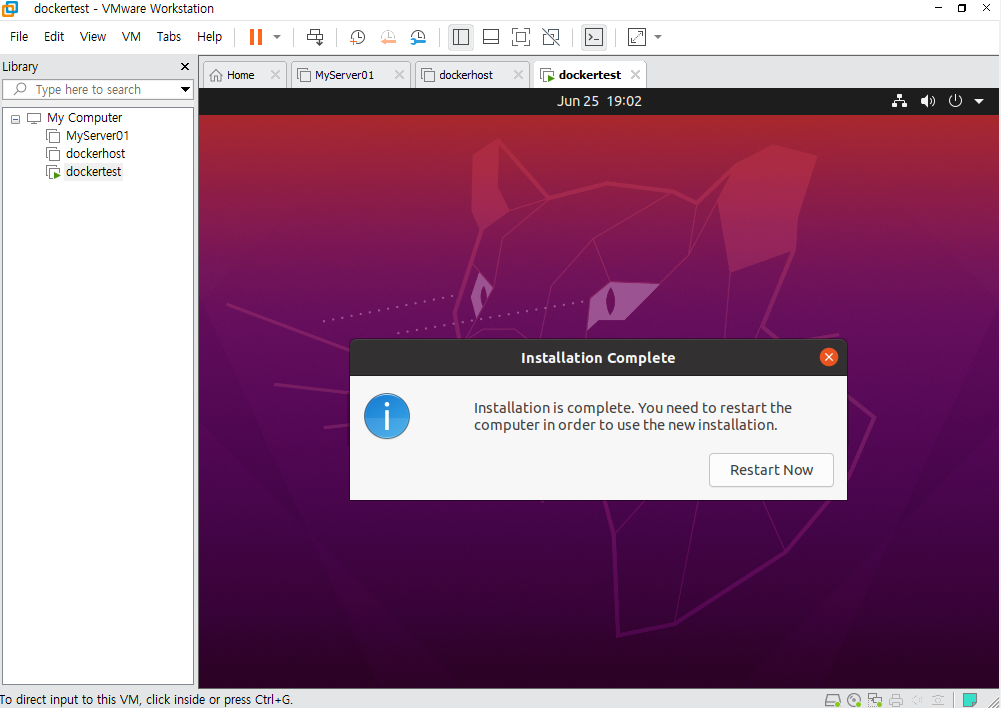 dockertest - VMware Workstation
File Edit View VM Tabs Help
Library
Type here to search
My Computer
MyServer01
dockerhost
dockertest
Home MyServer01 dockerhost dockertest
Jun 25 19:02
Installation Complete
Installation is complete. You need to restart the
computer in order to use the new installation.
Restart Now
To direct input to this VM, click inside or press Ctrl+G.